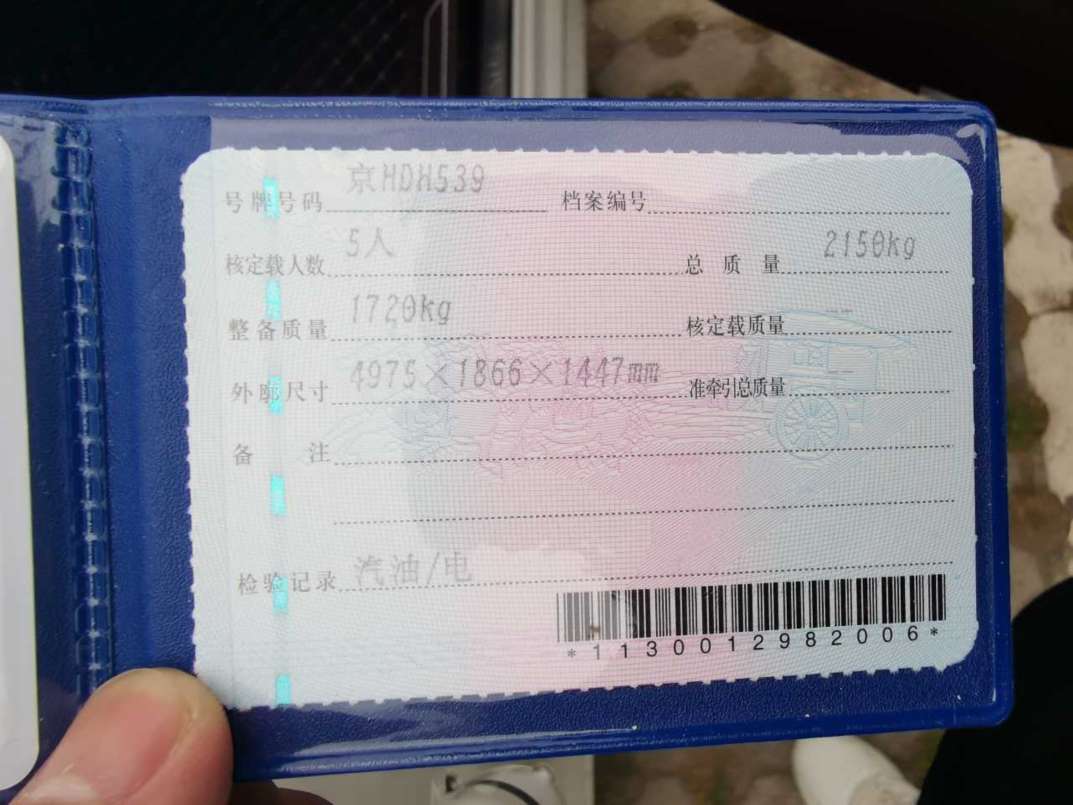 号牌号码 京HDH539 档案编号
核定载人数 5人 总质量 2150kg
整备质量 1720kg 核定载质量
外廓尺寸 4975×1866×1447mm 准牵引总质量
备注
检验记录 汽油/电
*1130012982006*